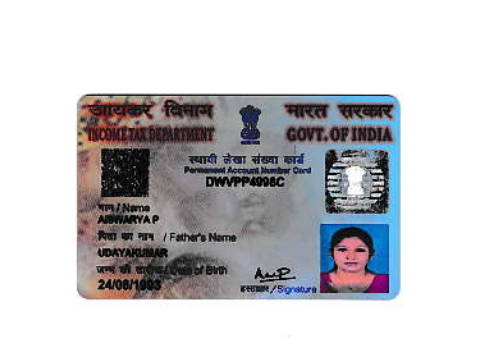 आयकर विभाग
INCOME TAX DEPARTMENT
भारत सरकार
GOVT. OF INDIA
स्थायी लेखा संख्या कार्ड
Permanent Account Number Card
DWVPP4998C
नाम / Name
AISWARYA P
पिता का नाम / Father's Name
UDAYAKUMAR
जन्म की तारीख / Date of Birth
24/08/1993
हस्ताक्षर / Signature